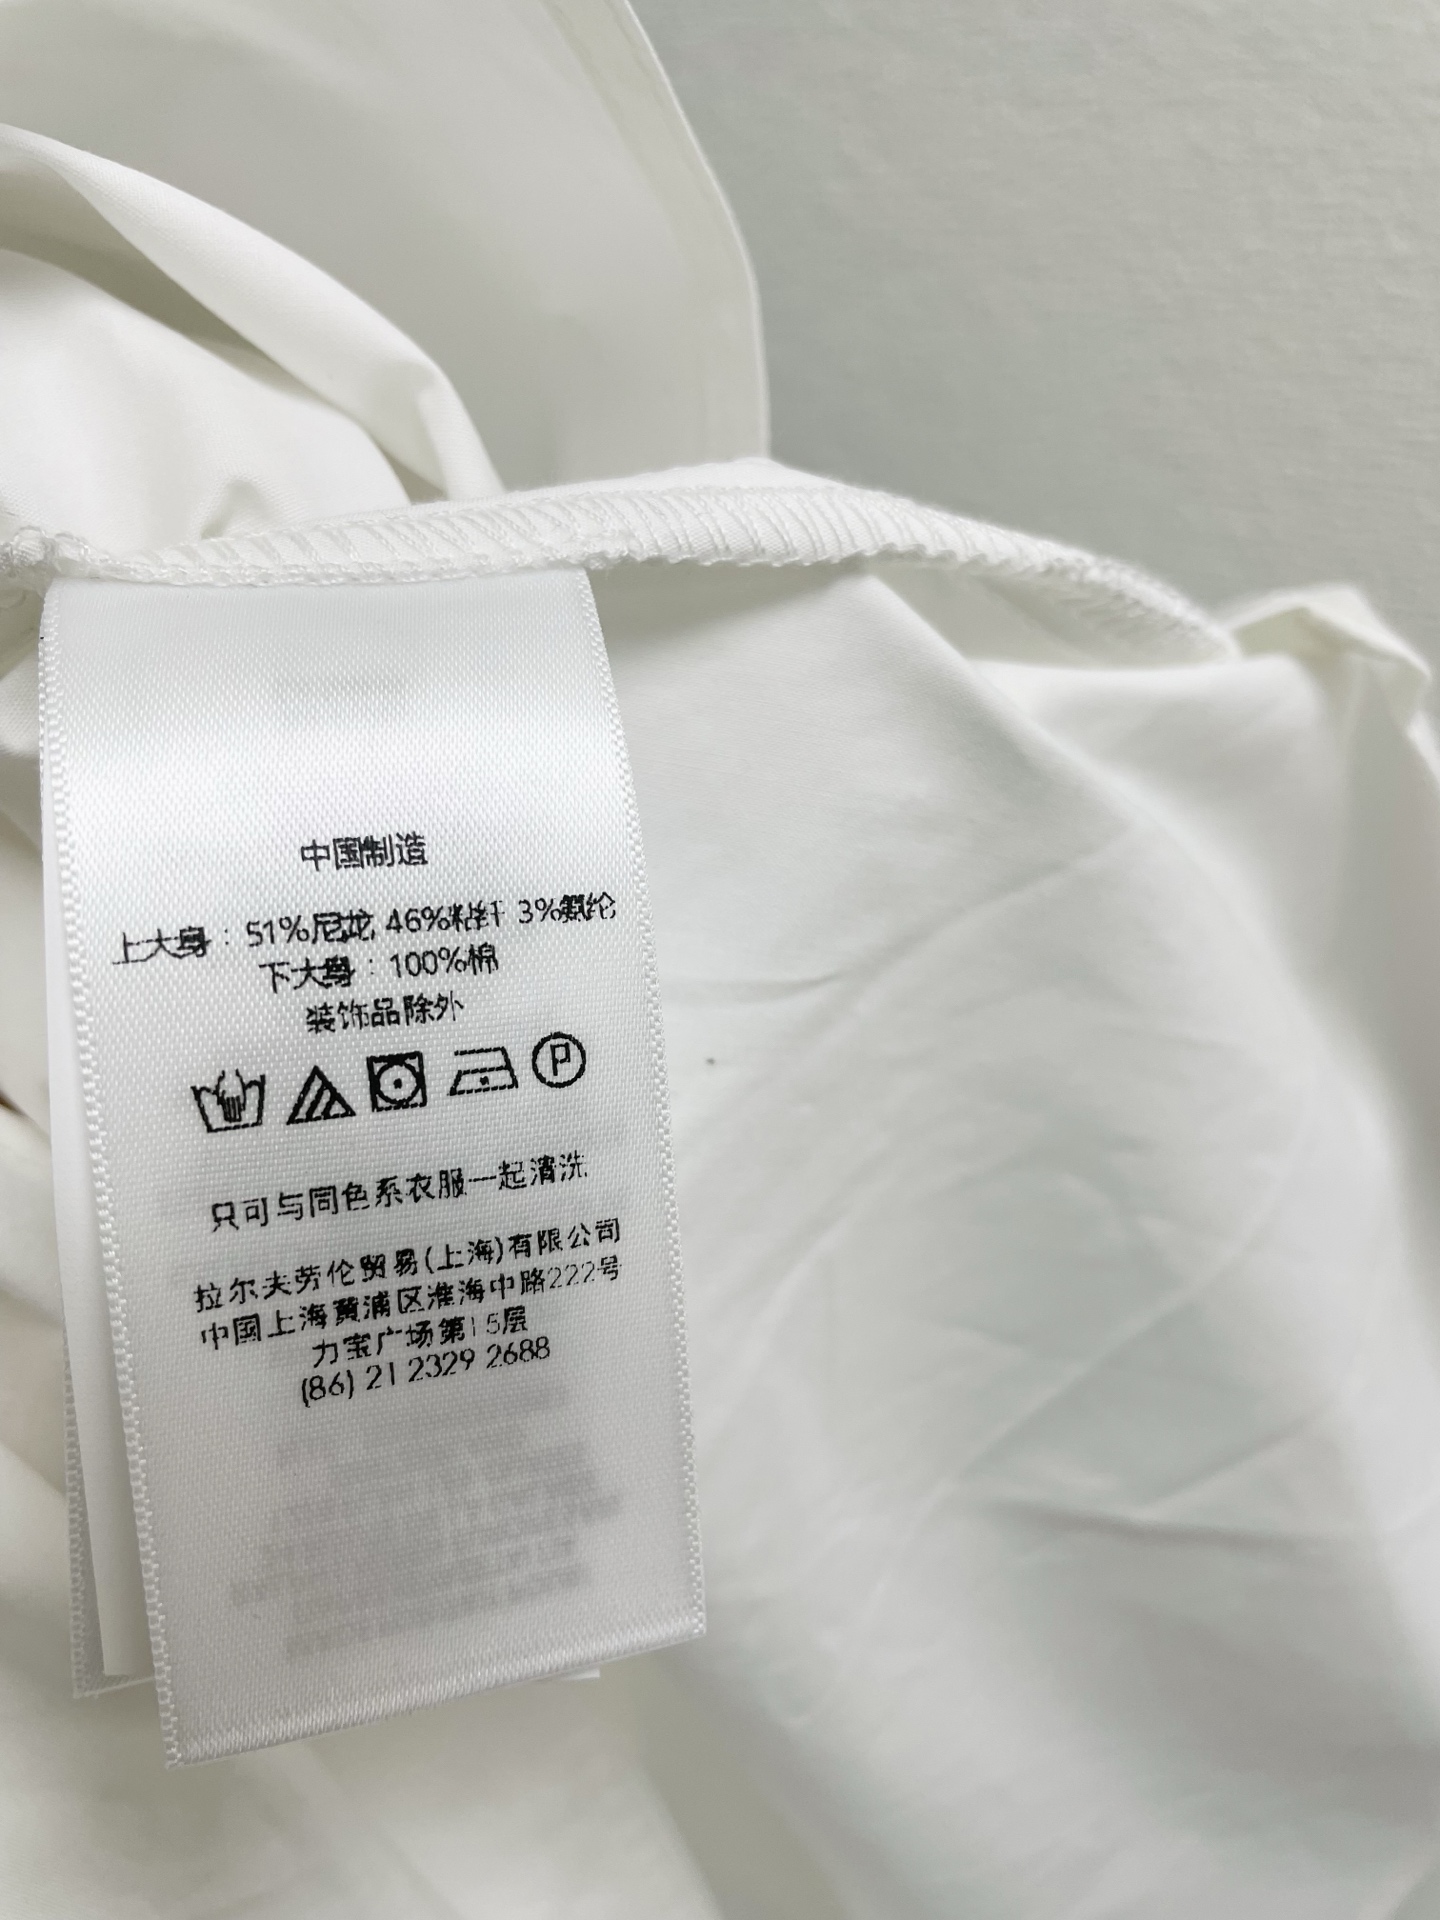 中国制造
上大身：51%尼龙 46%粘纤 3%氨纶
下大身：100%棉
装饰品除外
P
只可与同色系衣服一起清洗
拉尔夫劳伦贸易(上海)有限公司
中国上海黄浦区淮海中路222号
力宝广场第15层
(86) 21 2329 2688